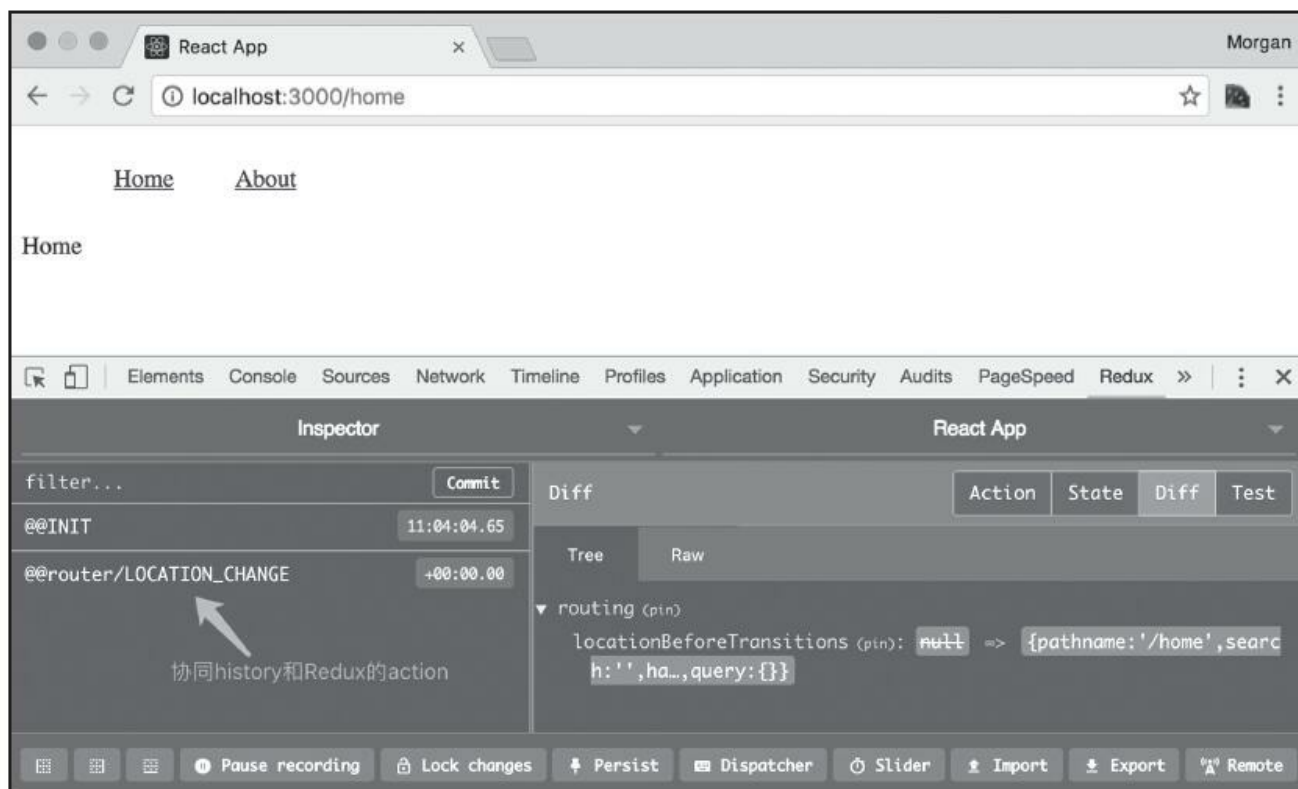 React App
Morgan
localhost:3000/home
Home About
Home
Elements Console Sources Network Timeline Profiles Application Security Audits PageSpeed Redux
Inspector React App
filter... Commit
Diff Action State Diff Test
@@INIT 11:04:04.65
Tree Raw
@@router/LOCATION_CHANGE +00:00.00
routing (pin)
locationBeforeTransitions (pin): null => {pathname:'/home',searc
h:'',ha…,query:{}}
协同history和Redux的action
Pause recording Lock changes Persist Dispatcher Slider Import Export Remote